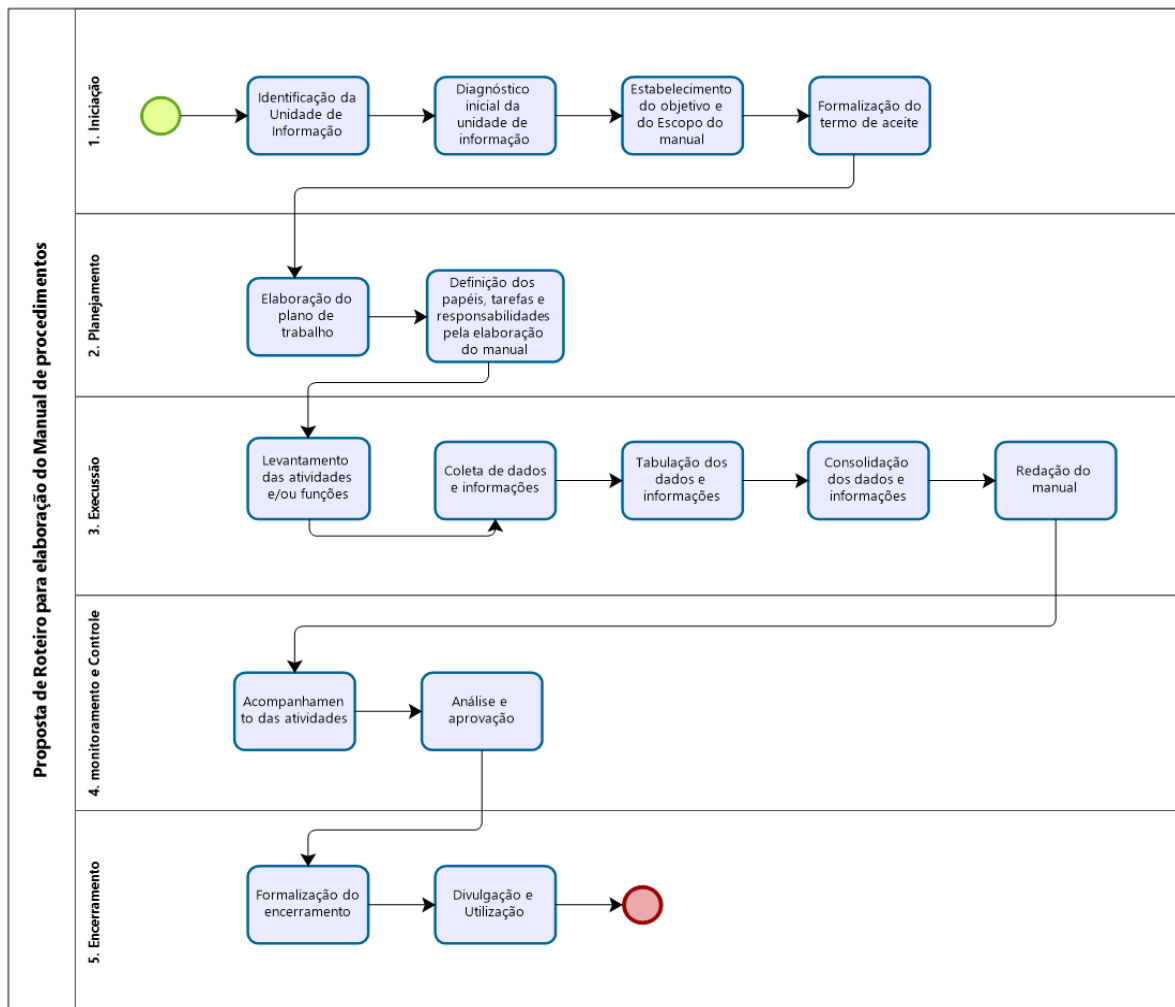 Proposta de Roteiro para elaboração do Manual de procedimentos
1. Iniciação
Identificação da
Unidade de
Informação
Diagnóstico
inicial da
unidade de
informação
Estabelecimento
do objetivo e
do Escopo do
manual
Formalização do
termo de aceite
2. Planejamento
Elaboração do
plano de
trabalho
Definição dos
papéis, tarefas e
responsabilidades
pela elaboração
do manual
3. Execussão
Levantamento
das atividades
e/ou funções
Coleta de dados
e informações
Tabulação dos
dados e
informações
Consolidação
dos dados e
informações
Redação do
manual
4. monitoramento e Controle
Acompanhame
nto das atividades
Análise e
aprovação
5. Encerramento
Formalização do
encerramento
Divulgação e
Utilização